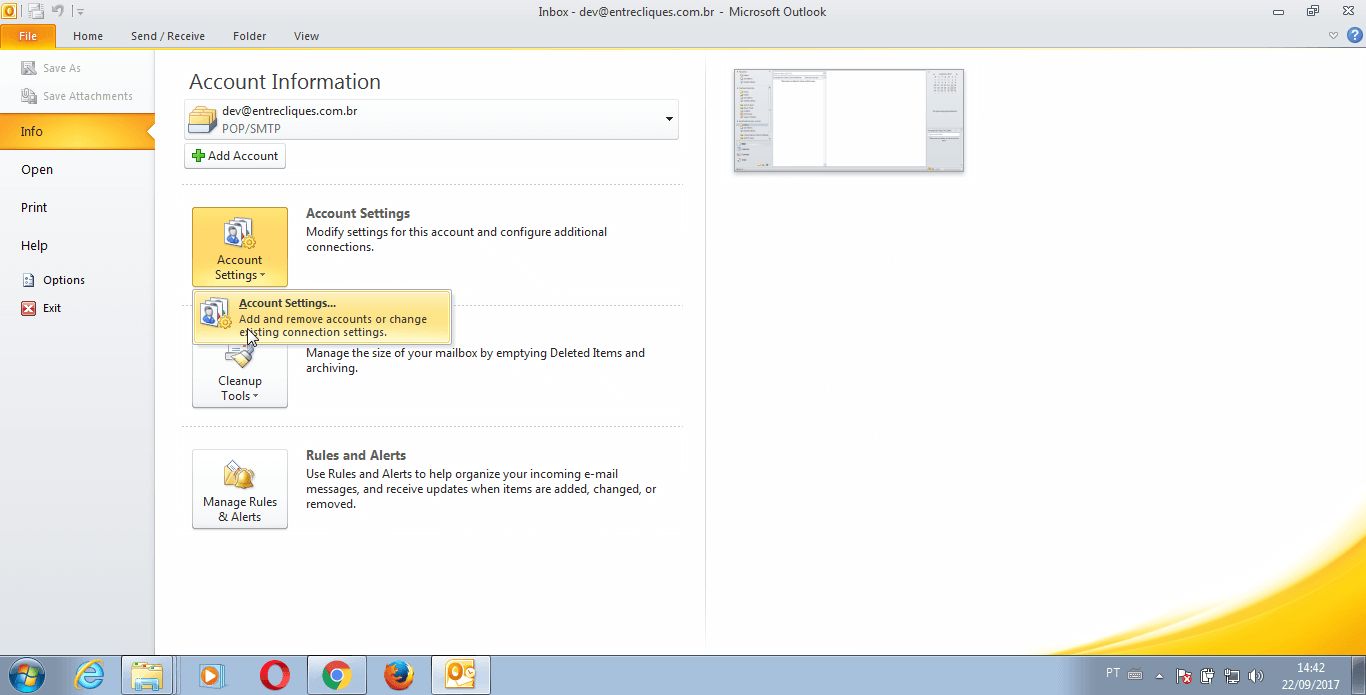 Inbox - dev@entrecliques.com.br - Microsoft Outlook
File Home Send / Receive Folder View
Save As
Save Attachments
Info
Open
Print
Help
Options
Exit
Account Information
dev@entrecliques.com.br
POP/SMTP
Add Account
Account
Settings
Account Settings
Modify settings for this account and configure additional
connections.
Account Settings...
Add and remove accounts or change
existing connection settings.
Cleanup
Tools
Manage the size of your mailbox by emptying Deleted Items and
archiving.
Manage Rules
& Alerts
Rules and Alerts
Use Rules and Alerts to help organize your incoming e-mail
messages, and receive updates when items are added, changed, or
removed.
PT
14:42
22/09/2017